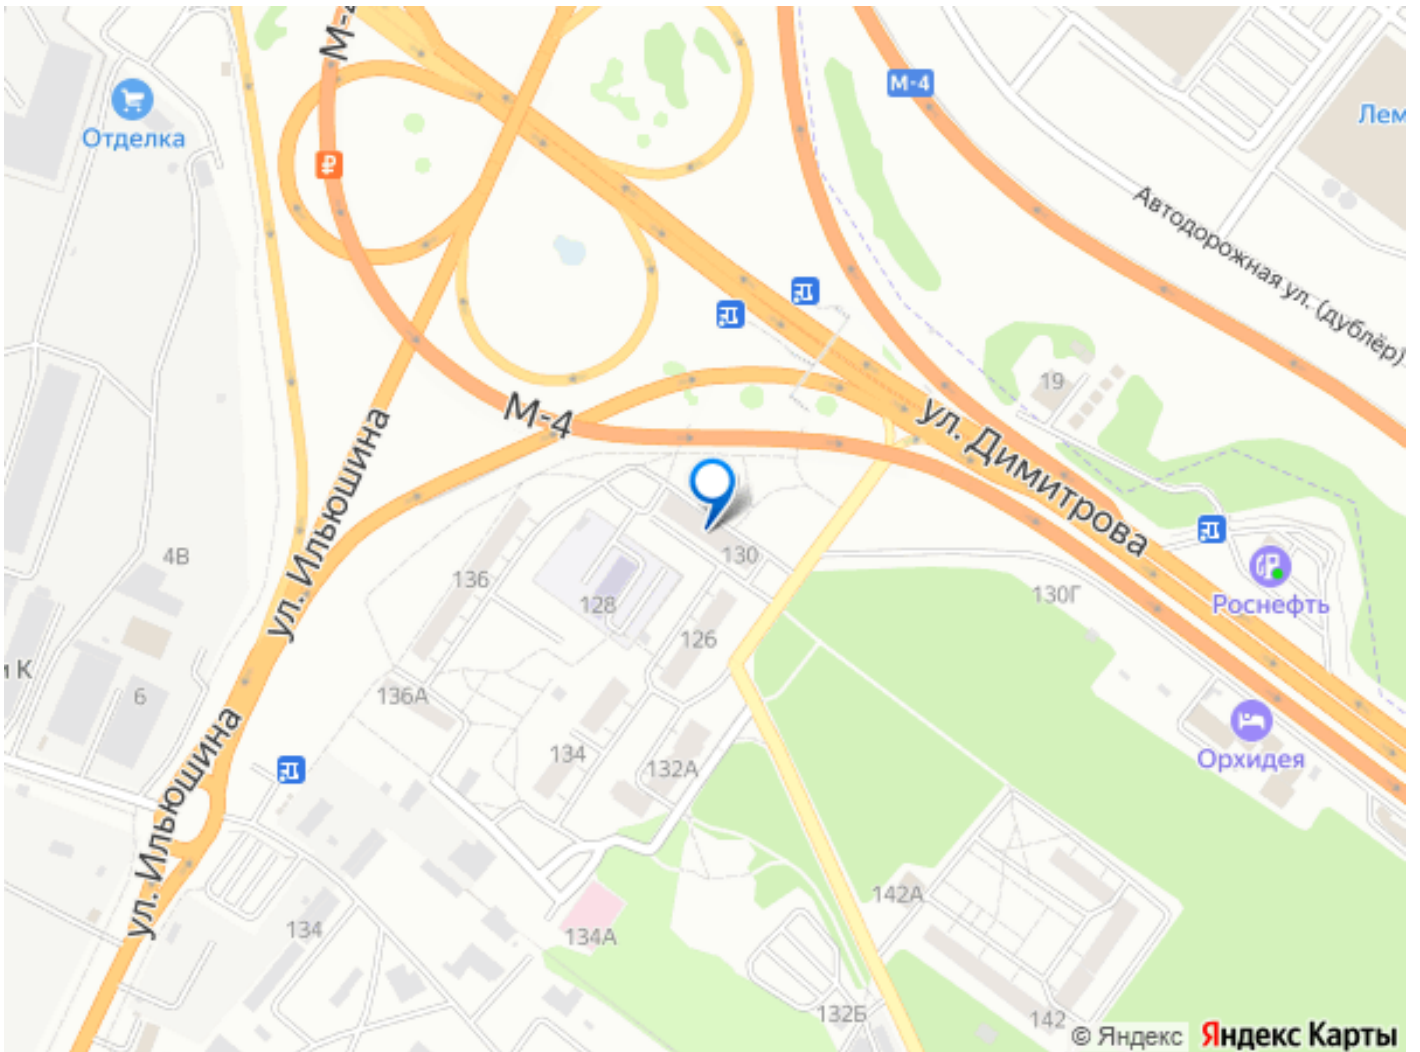 М-4
М-4
Отделка
Лем
Автодорожная ул. (дублёр)
19
М-4
ул. Димитрова
ул. Ильюшина
4В
136
130
128
130Г
Роснефть
126
и К
6
136А
134
132А
Орхидея
ул. Ильюшина
142А
134
134А
132Б
142
© Яндекс Яндекс Карты